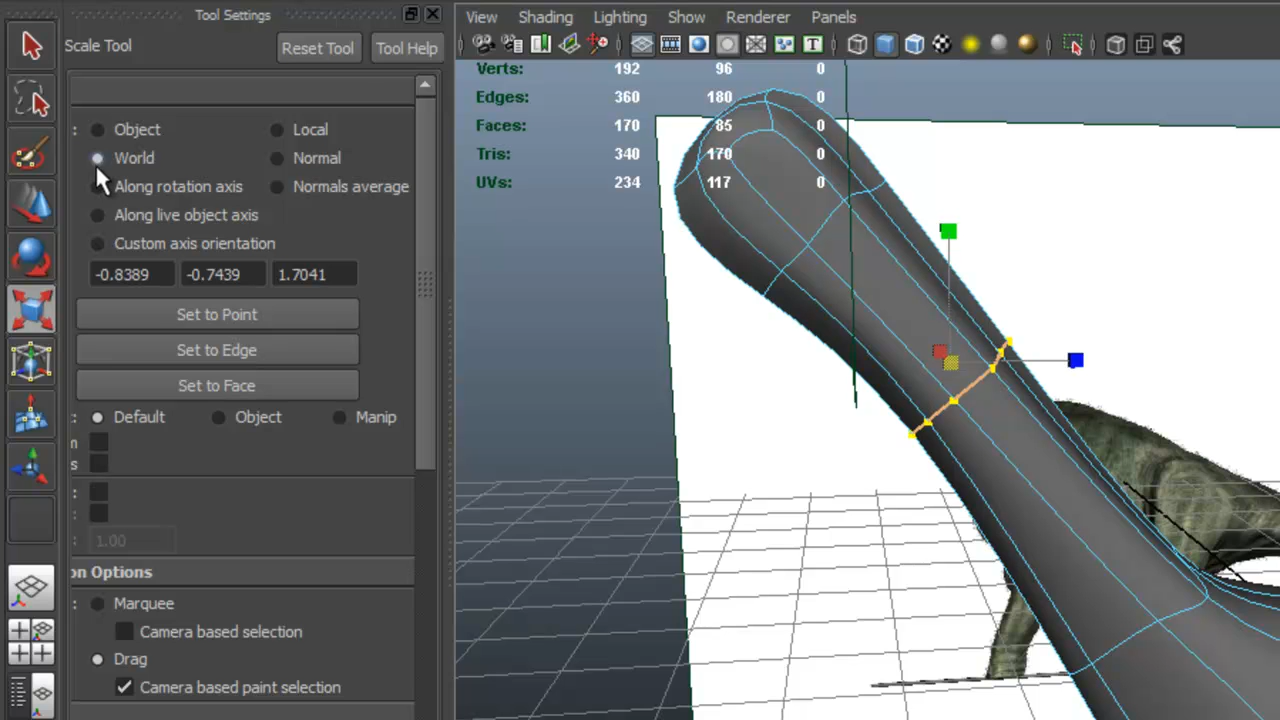 Tool Settings
Scale Tool
Reset Tool
Tool Help
: Object Local
World Normal
Along rotation axis Normals average
Along live object axis
Custom axis orientation
-0.8389 -0.7439 1.7041
Set to Point
Set to Edge
Set to Face
: Default Object Manip
n
s
:
:
: 1.00
on Options
Marquee
Camera based selection
Drag
Camera based paint selection
View Shading Lighting Show Renderer Panels
T
Verts: 192 96 0
Edges: 360 180 0
Faces: 170 85 0
Tris: 340 170 0
UVs: 234 117 0